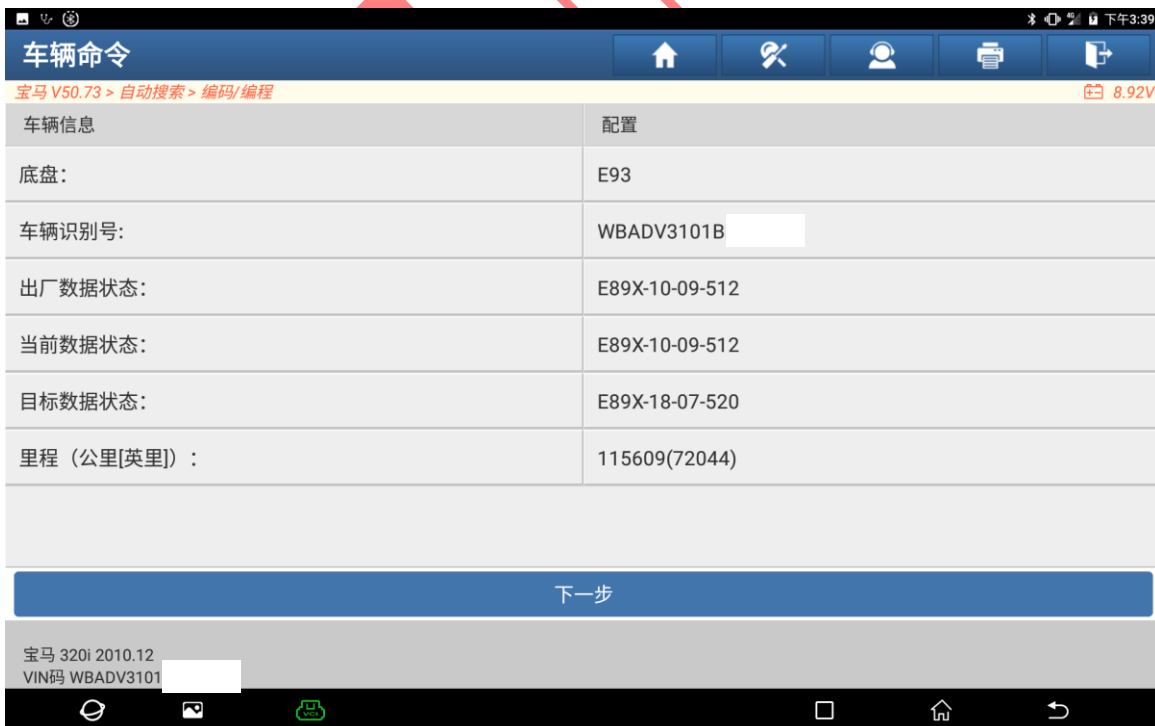 下午3:39
车辆命令
宝马 V50.73 > 自动搜索 > 编码/编程 8.92V
车辆信息 配置
底盘： E93
车辆识别号: WBADV3101B
出厂数据状态： E89X-10-09-512
当前数据状态： E89X-10-09-512
目标数据状态： E89X-18-07-520
里程（公里[英里]）： 115609(72044)
下一步
宝马 320i 2010.12
VIN码 WBADV3101
VCI